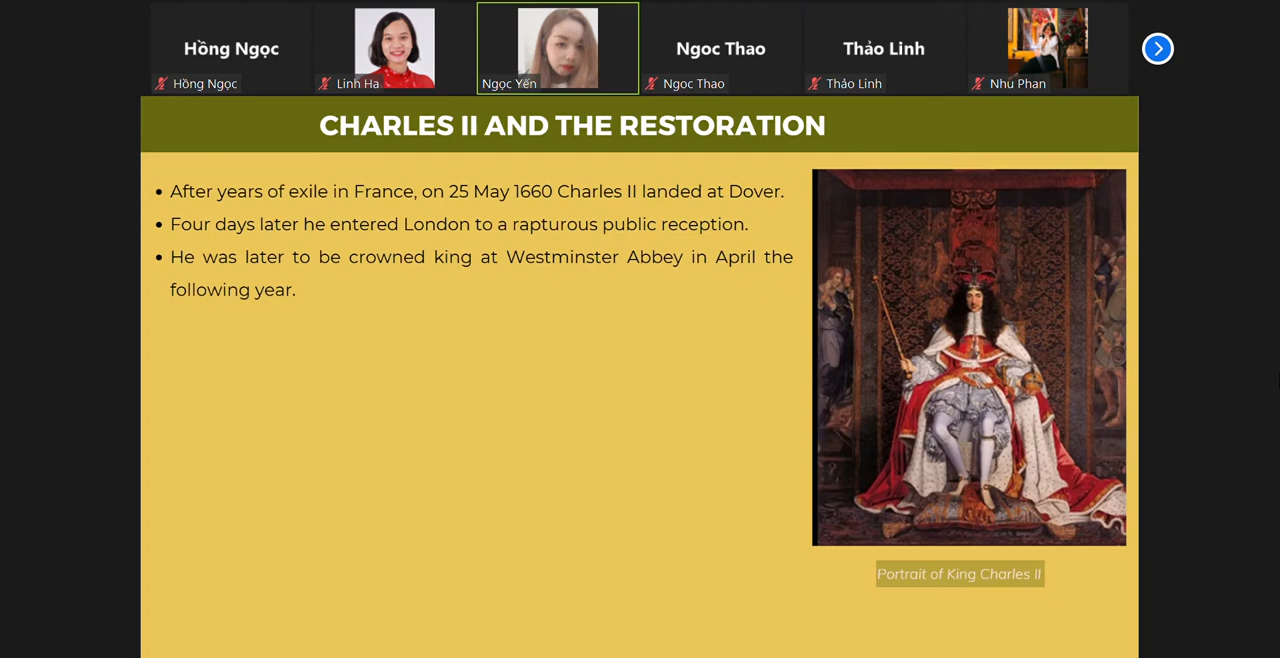 Hồng Ngọc
Ngoc Thao
Thảo Linh
Hồng Ngọc
Linh Ha
Ngọc Yến
Ngoc Thao
Thảo Linh
Nhu Phan
CHARLES II AND THE RESTORATION
• After years of exile in France, on 25 May 1660 Charles II landed at Dover.
• Four days later he entered London to a rapturous public reception.
• He was later to be crowned king at Westminster Abbey in April the
following year.
Portrait of King Charles II